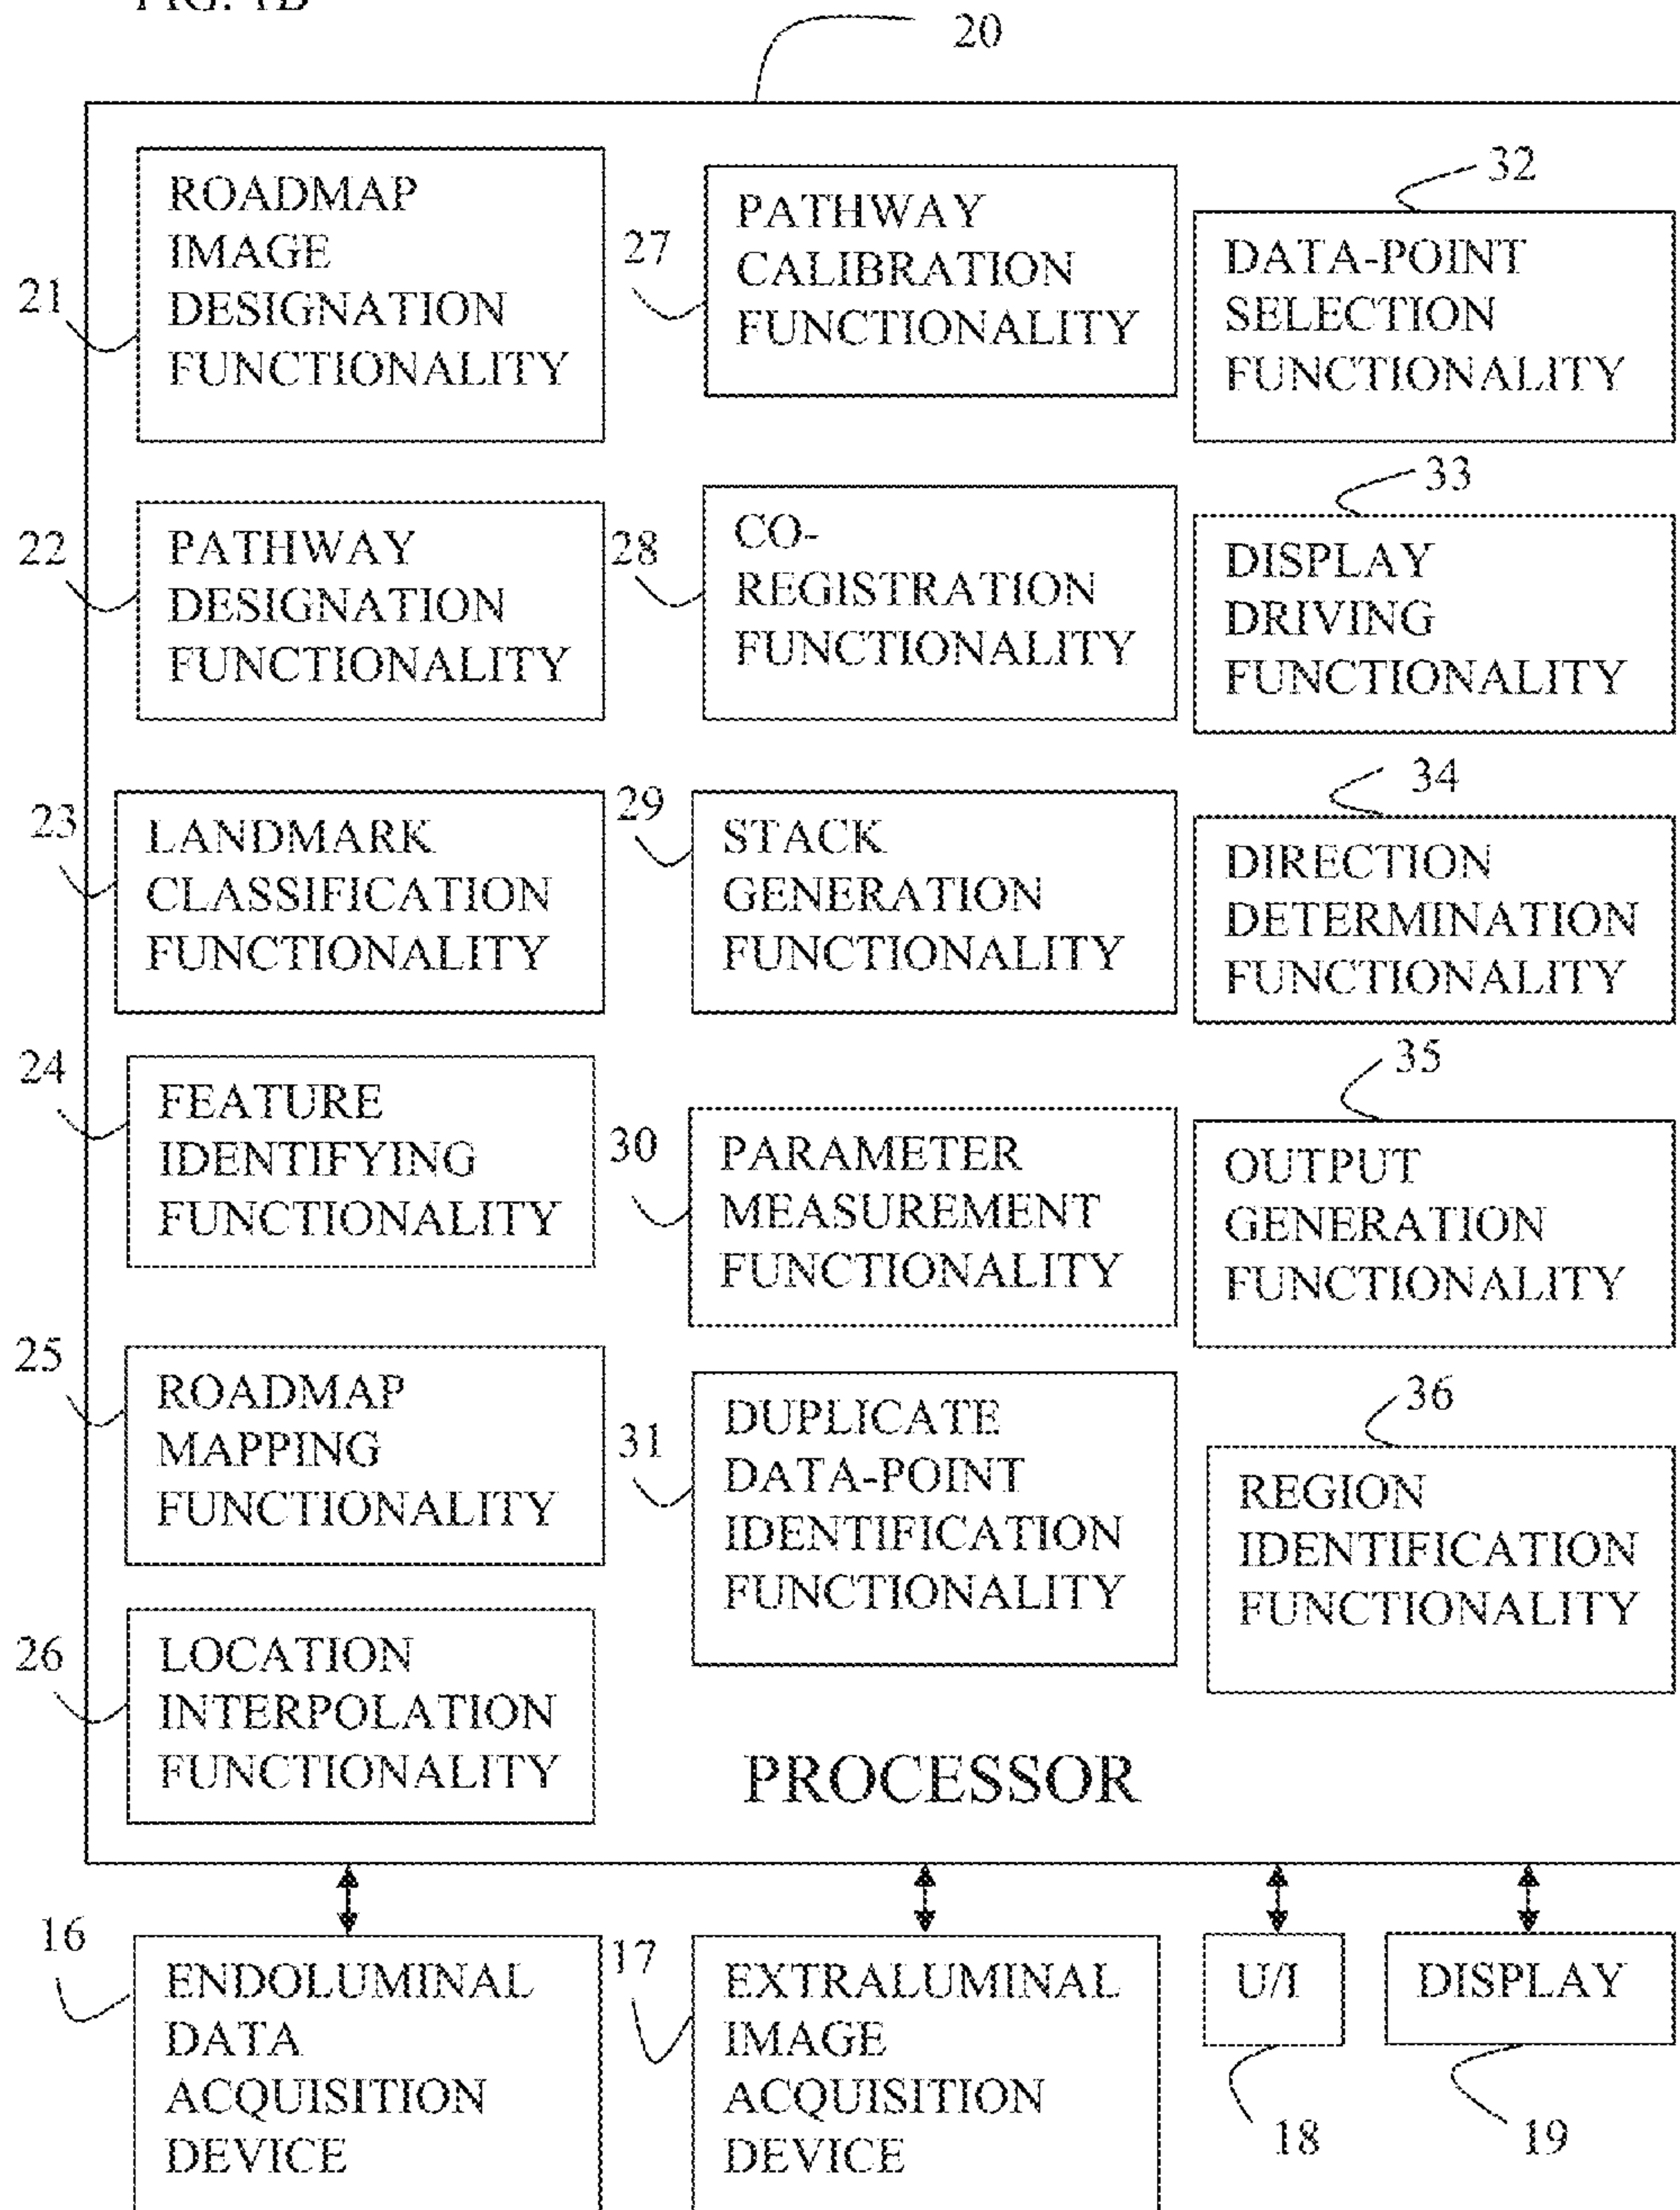 FIG. 1B
20
21
ROADMAP
IMAGE
DESIGNATION
FUNCTIONALITY
22
PATHWAY
DESIGNATION
FUNCTIONALITY
23
LANDMARK
CLASSIFICATION
FUNCTIONALITY
24
FEATURE
IDENTIFYING
FUNCTIONALITY
25
ROADMAP
MAPPING
FUNCTIONALITY
26
LOCATION
INTERPOLATION
FUNCTIONALITY
27
PATHWAY
CALIBRATION
FUNCTIONALITY
28
CO-
REGISTRATION
FUNCTIONALITY
29
STACK
GENERATION
FUNCTIONALITY
30
PARAMETER
MEASUREMENT
FUNCTIONALITY
31
DUPLICATE
DATA-POINT
IDENTIFICATION
FUNCTIONALITY
32
DATA-POINT
SELECTION
FUNCTIONALITY
33
DISPLAY
DRIVING
FUNCTIONALITY
34
DIRECTION
DETERMINATION
FUNCTIONALITY
35
OUTPUT
GENERATION
FUNCTIONALITY
36
REGION
IDENTIFICATION
FUNCTIONALITY
PROCESSOR
16
ENDOLUMINAL
DATA
ACQUISITION
DEVICE
17
EXTRALUMINAL
IMAGE
ACQUISITION
DEVICE
U/I
18
DISPLAY
19